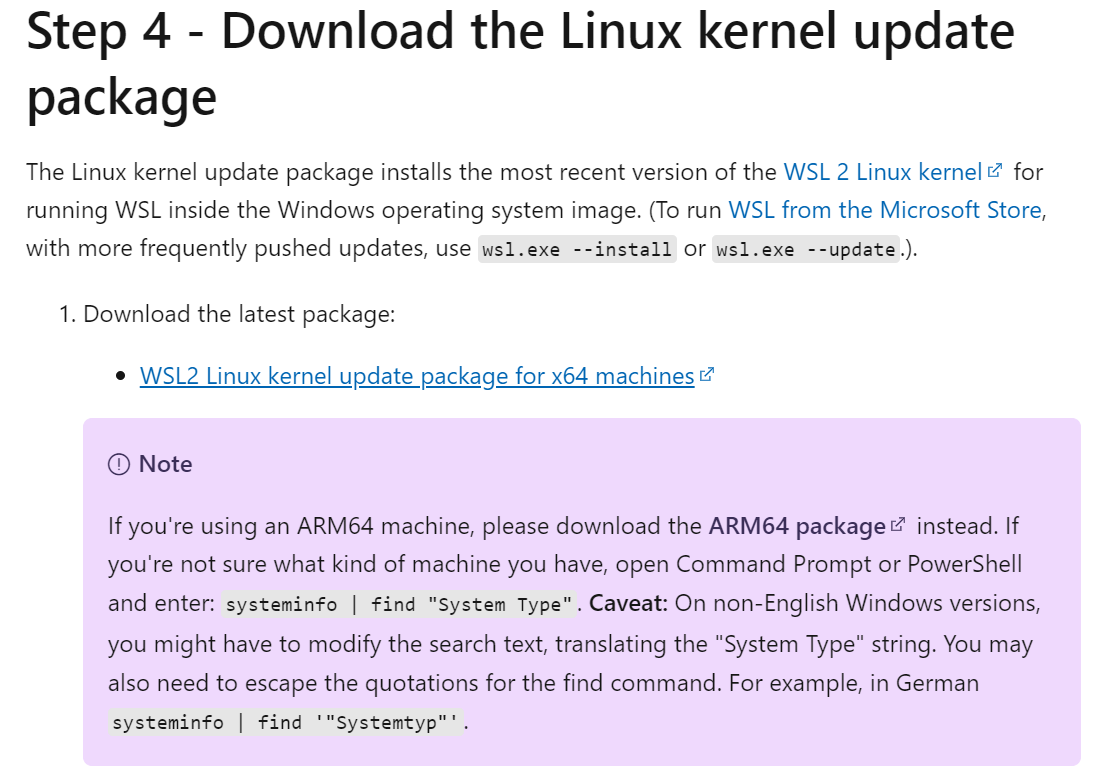 Step 4 - Download the Linux kernel update
package
The Linux kernel update package installs the most recent version of the WSL 2 Linux kernel for
running WSL inside the Windows operating system image. (To run WSL from the Microsoft Store,
with more frequently pushed updates, use wsl.exe --install or wsl.exe --update.).
1. Download the latest package:
• WSL2 Linux kernel update package for x64 machines
Note
If you're using an ARM64 machine, please download the ARM64 package instead. If
you're not sure what kind of machine you have, open Command Prompt or PowerShell
and enter: systeminfo | find "System Type". Caveat: On non-English Windows versions,
you might have to modify the search text, translating the "System Type" string. You may
also need to escape the quotations for the find command. For example, in German
systeminfo | find '"Systemtyp"'.